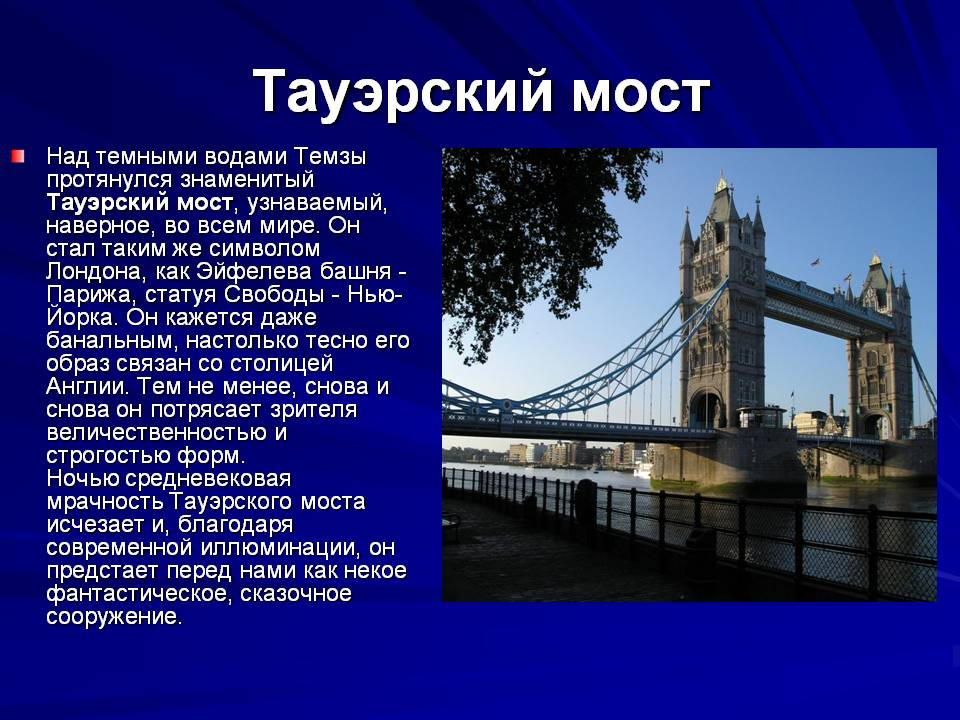 Тауэрский мост
Над темными водами Темзы
протянулся знаменитый
Тауэрский мост, узнаваемый,
наверное, во всем мире. Он
стал таким же символом
Лондона, как Эйфелева башня -
Парижа, статуя Свободы - Нью-
Йорка. Он кажется даже
банальным, настолько тесно его
образ связан со столицей
Англии. Тем не менее, снова и
снова он потрясает зрителя
величественностью и
строгостью форм.
Ночью средневековая
мрачность Тауэрского моста
исчезает и, благодаря
современной иллюминации, он
предстает перед нами как некое
фантастическое, сказочное
сооружение.